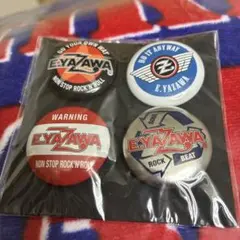 DO YOUR OWN WAY
E.YAZAWA
NON STOP ROCK'N ROLL
DO IT ANYWAY
Z
E.YAZAWA
WARNING
E.YAZAWA
NON STOP ROCK'N ROLL
E.YAZAWA
ROCK
BEAT